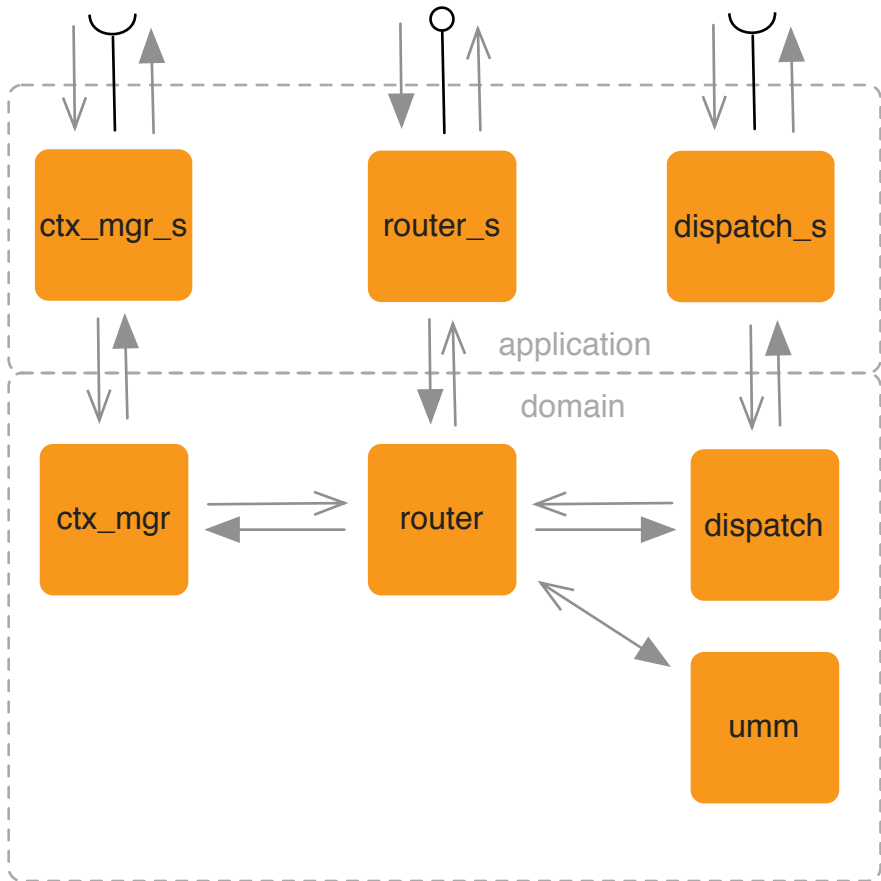 ctx_mgr_s
router_s
dispatch_s
application
domain
ctx_mgr
router
dispatch
umm